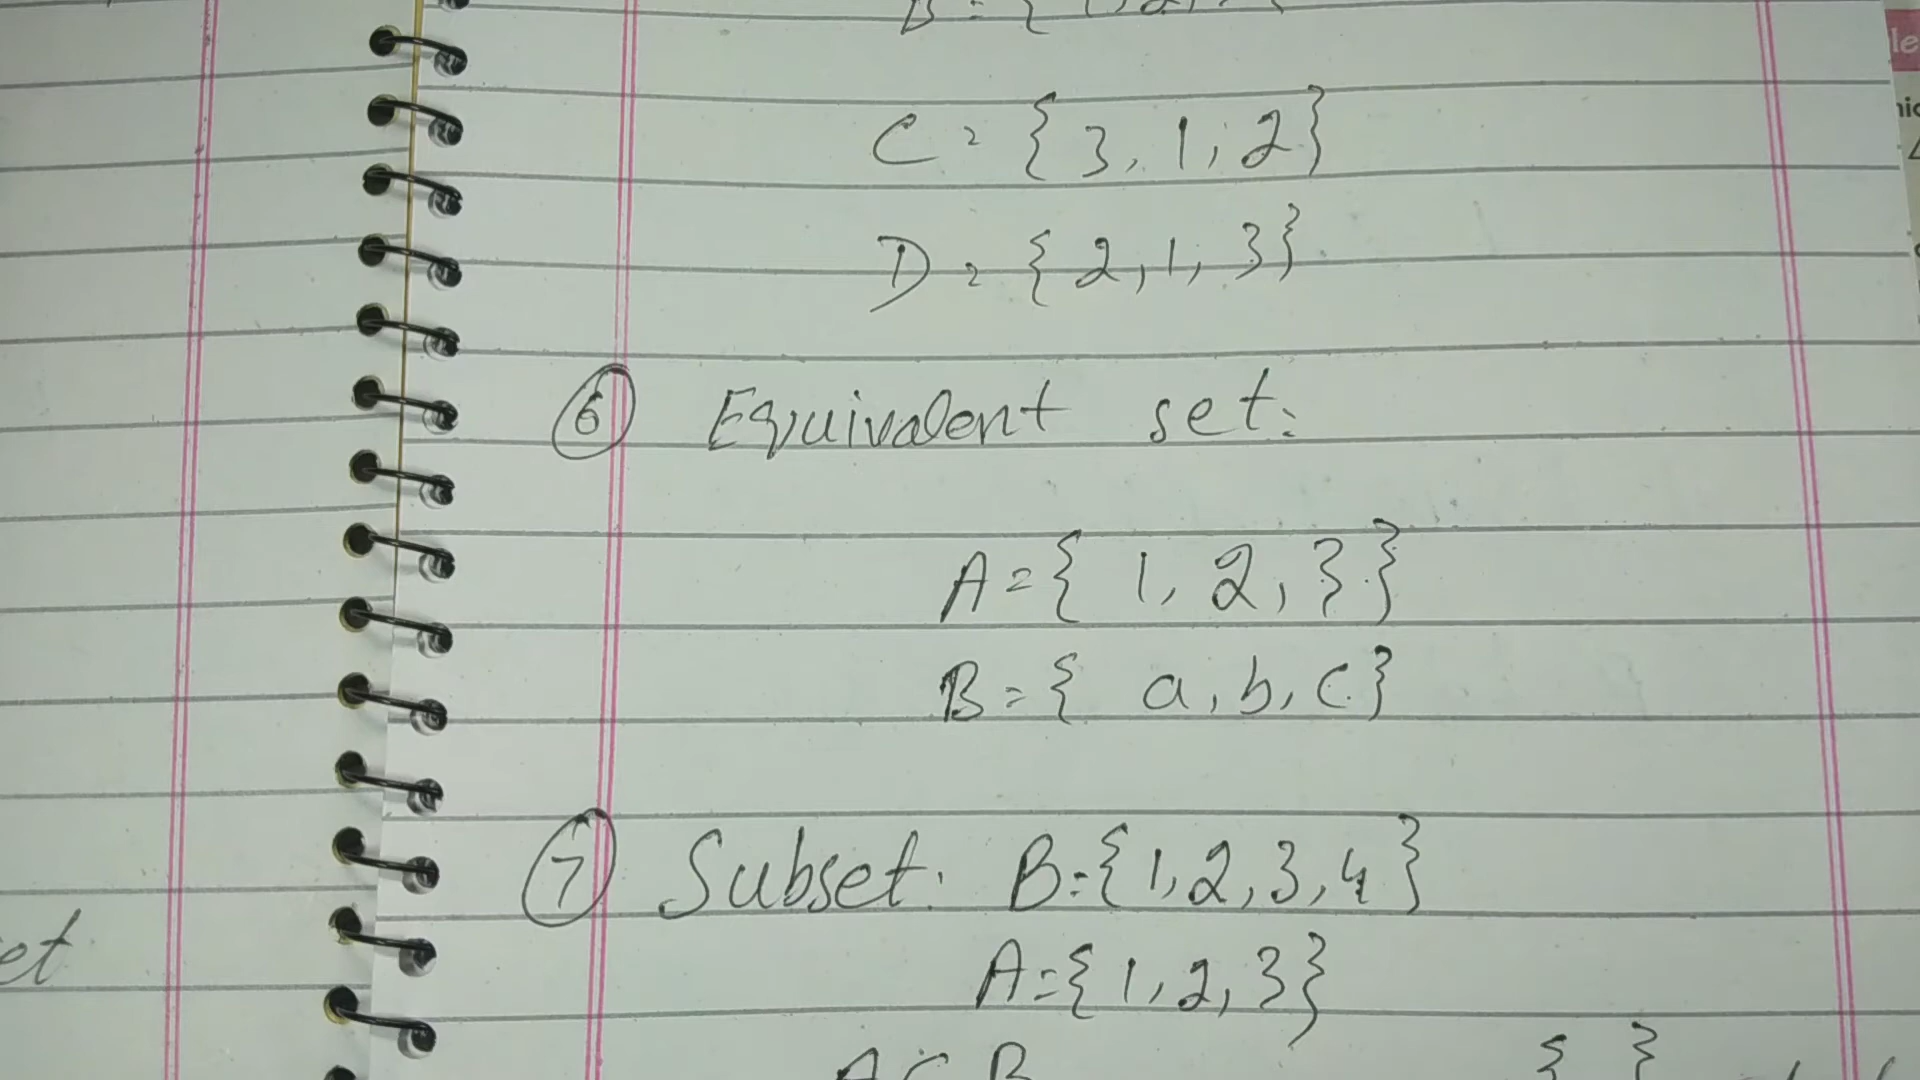 C = { 3, 1, 2}
D = { 2, 1, 3}
⑥ Equivalent set:
A = { 1, 2, 3 }
B = { a, b, c}
⑦ Subset: B = {1, 2, 3, 4 }
A = {1, 2, 3}
et